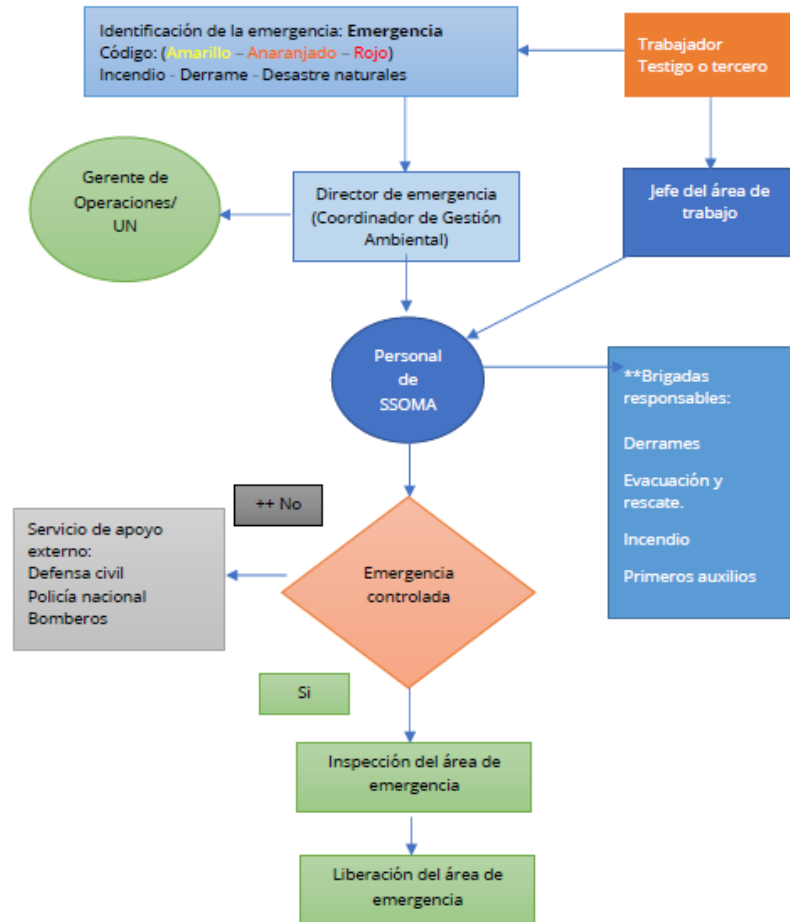 Identificación de la emergencia: Emergencia
Código: (Amarillo – Anaranjado – Rojo)
Incendio - Derrame - Desastre naturales
Trabajador
Testigo o tercero
Gerente de
Operaciones/
UN
Director de emergencia
(Coordinador de Gestión
Ambiental)
Jefe del área de
trabajo
Personal
de
SSOMA
**Brigadas
responsables:
Derrames
Evacuación y
rescate.
Incendio
Primeros auxilios
++ No
Servicio de apoyo
externo:
Defensa civil
Policía nacional
Bomberos
Emergencia
controlada
Si
Inspección del área de
emergencia
Liberación del área de
emergencia